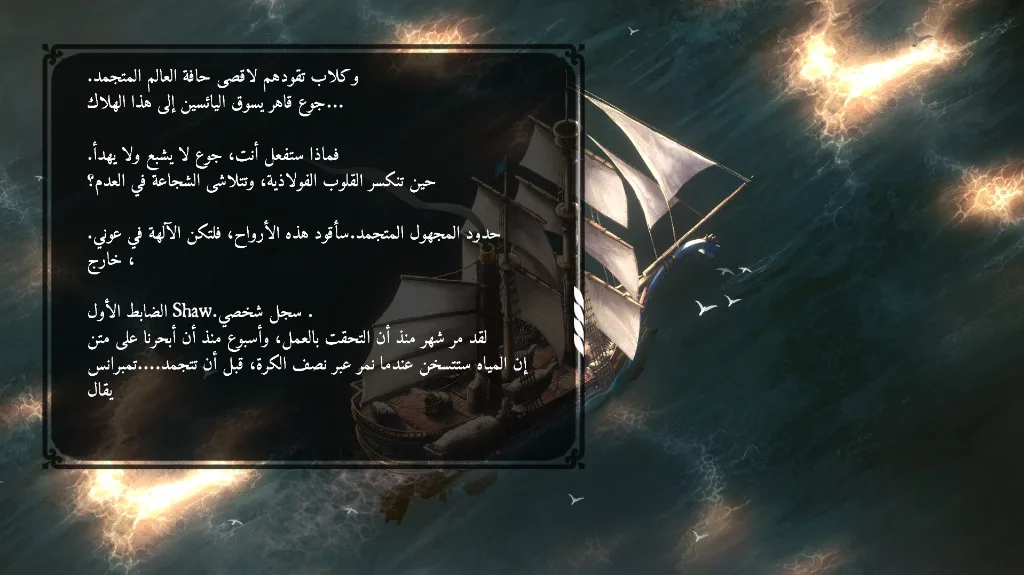 وكلاب تقودهم لاقصى حافة العالم المتجمد.
جوع قاهر يسوق اليائسين إلى هذا الهلاك...
فماذا ستفعل أنت، جوع لا يشبع ولا يهدأ.
حين تنكسر القلوب الفولاذية، وتتلاشى الشجاعة في العدم؟
حدود المجهول المتجمد.سأقود هذه الأرواح، فلتكن الآلهة في عوني.
، خارج
. سجل شخصي.Shaw الضابط الأول
لقد مر شهر منذ أن التحقت بالعمل، وأسبوع منذ أن أبحرنا على متن
إن المياه ستتسخن عندما نمر عبر نصف الكرة، قبل أن تتجمد....تمبرانس
يقال